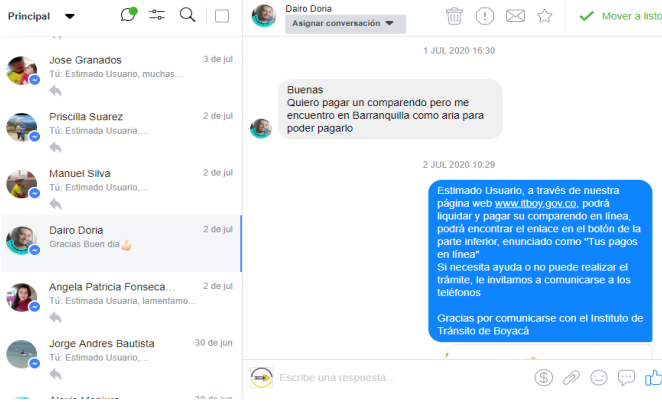 Principal
Jose Granados
3 de jul
Tú: Estimado Usuario, muchas…
Priscilla Suarez
2 de jul
Tú: Estimada Usuaria,…
Manuel Silva
2 de jul
Tú: Estimado Usuario,…
Dairo Doria
2 de jul
Gracias Buen dia👍🏻
Angela Patricia Fonseca…
2 de jul
Tú: Estimada Usuaria, lamentamo…
Jorge Andres Bautista
30 de jun
Tú: Estimado Usuario,…
Dairo Doria
Asignar conversación
Mover a listo
1 JUL 2020 16:30
Buenas
Quiero pagar un comparendo pero me
encuentro en Barranquilla como aria para
poder pagarlo
2 JUL 2020 10:29
Estimado Usuario, a través de nuestra
página web www.itboy.gov.co, podrá
liquidar y pagar su comparendo en línea,
podrá encontrar el enlace en el botón de la
parte inferior, enunciado como "Tus pagos
en línea"
Si necesita ayuda o no puede realizar el
trámite, le invitamos a comunicarse a los
teléfonos
Gracias por comunicarse con el Instituto de
Tránsito de Boyacá
Escribe una respuesta...